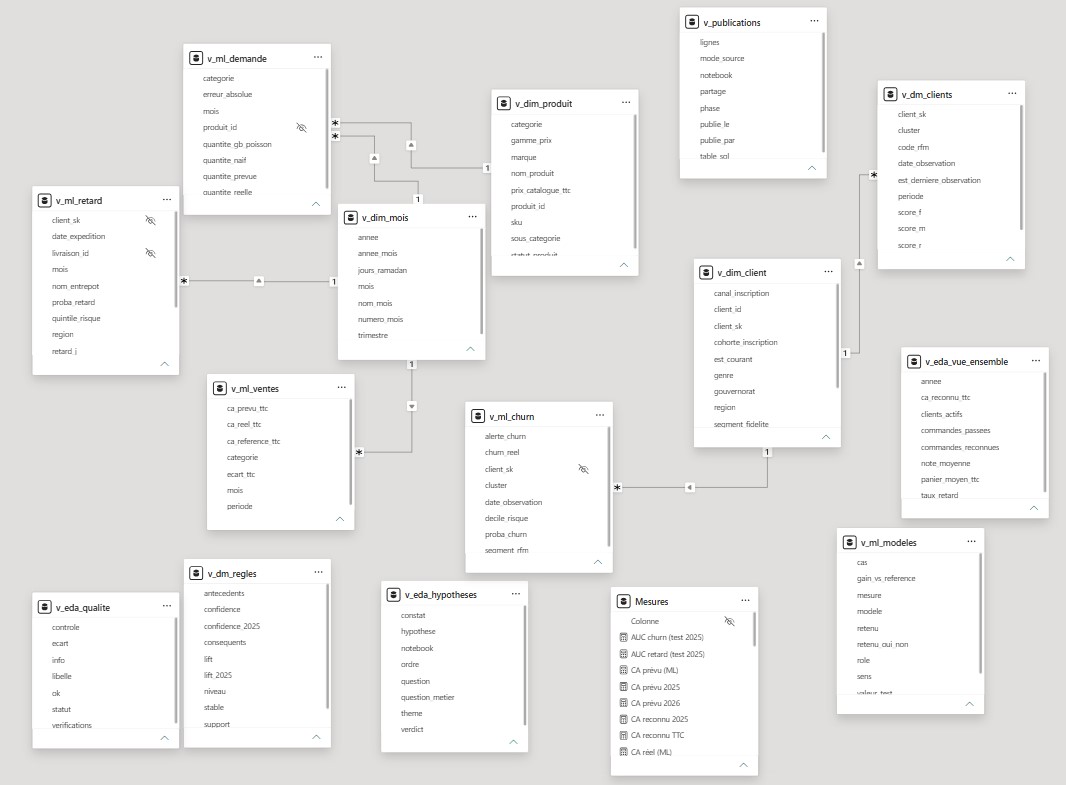 v_ml_demande
categorie
erreur_absolue
mois
produit_id
quantite_gb_poisson
quantite_naif
quantite_prevue
quantite_reelle
v_dim_produit
categorie
gamme_prix
marque
nom_produit
prix_catalogue_ttc
produit_id
sku
sous_categorie
statut_produit
v_publications
lignes
mode_source
notebook
partage
phase
publie_le
publie_par
table_sql
v_dm_clients
client_sk
cluster
code_rfm
date_observation
est_derniere_observation
periode
score_f
score_m
score_r
v_ml_retard
client_sk
date_expedition
livraison_id
mois
nom_entrepot
proba_retard
quintile_risque
region
retard_j
v_dim_mois
annee
annee_mois
jours_ramadan
mois
nom_mois
numero_mois
trimestre
v_dim_client
canal_inscription
client_id
client_sk
cohorte_inscription
est_courant
genre
gouvernorat
region
segment_fidelite
v_eda_vue_ensemble
annee
ca_reconnu_ttc
clients_actifs
commandes_passees
commandes_reconnues
note_moyenne
panier_moyen_ttc
taux_retard
v_ml_ventes
ca_prevu_ttc
ca_reel_ttc
ca_reference_ttc
categorie
ecart_ttc
mois
periode
v_ml_churn
alerte_churn
churn_reel
client_sk
cluster
date_observation
decile_risque
proba_churn
segment_rfm
v_ml_modeles
cas
gain_vs_reference
mesure
modele
retenu
retenu_oui_non
role
sens
valeur_test
v_eda_qualite
controle
ecart
info
libelle
ok
statut
verifications
v_dm_regles
antecedents
confidence
confidence_2025
consequents
lift
lift_2025
niveau
stable
support
v_eda_hypotheses
constat
hypothese
notebook
ordre
question
question_metier
theme
verdict
Mesures
Colonne
AUC churn (test 2025)
AUC retard (test 2025)
CA prévu (ML)
CA prévu 2025
CA prévu 2026
CA reconnu 2025
CA reconnu TTC
CA réel (ML)
* 1
* 1
* 1
* 1
* 1
* 1